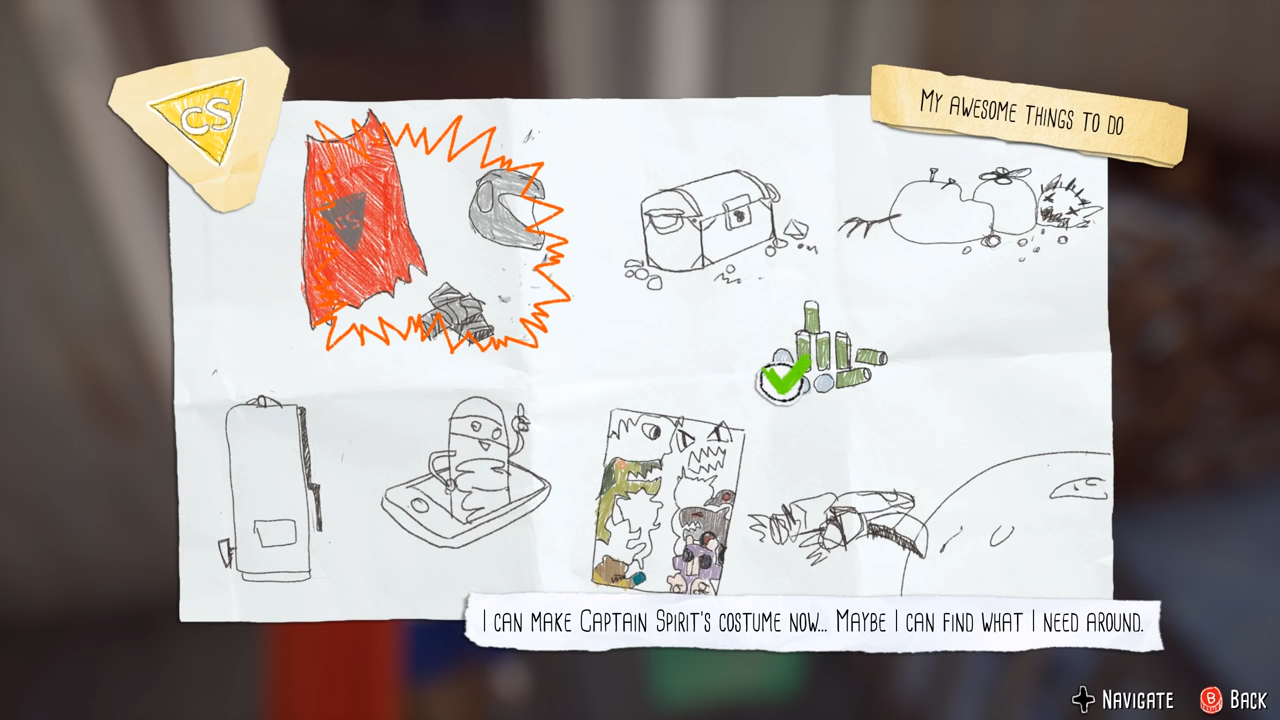 CS
My awesome things to do
CS
I can make Captain Spirit's costume now... Maybe I can find what I need around.
Navigate
B Back